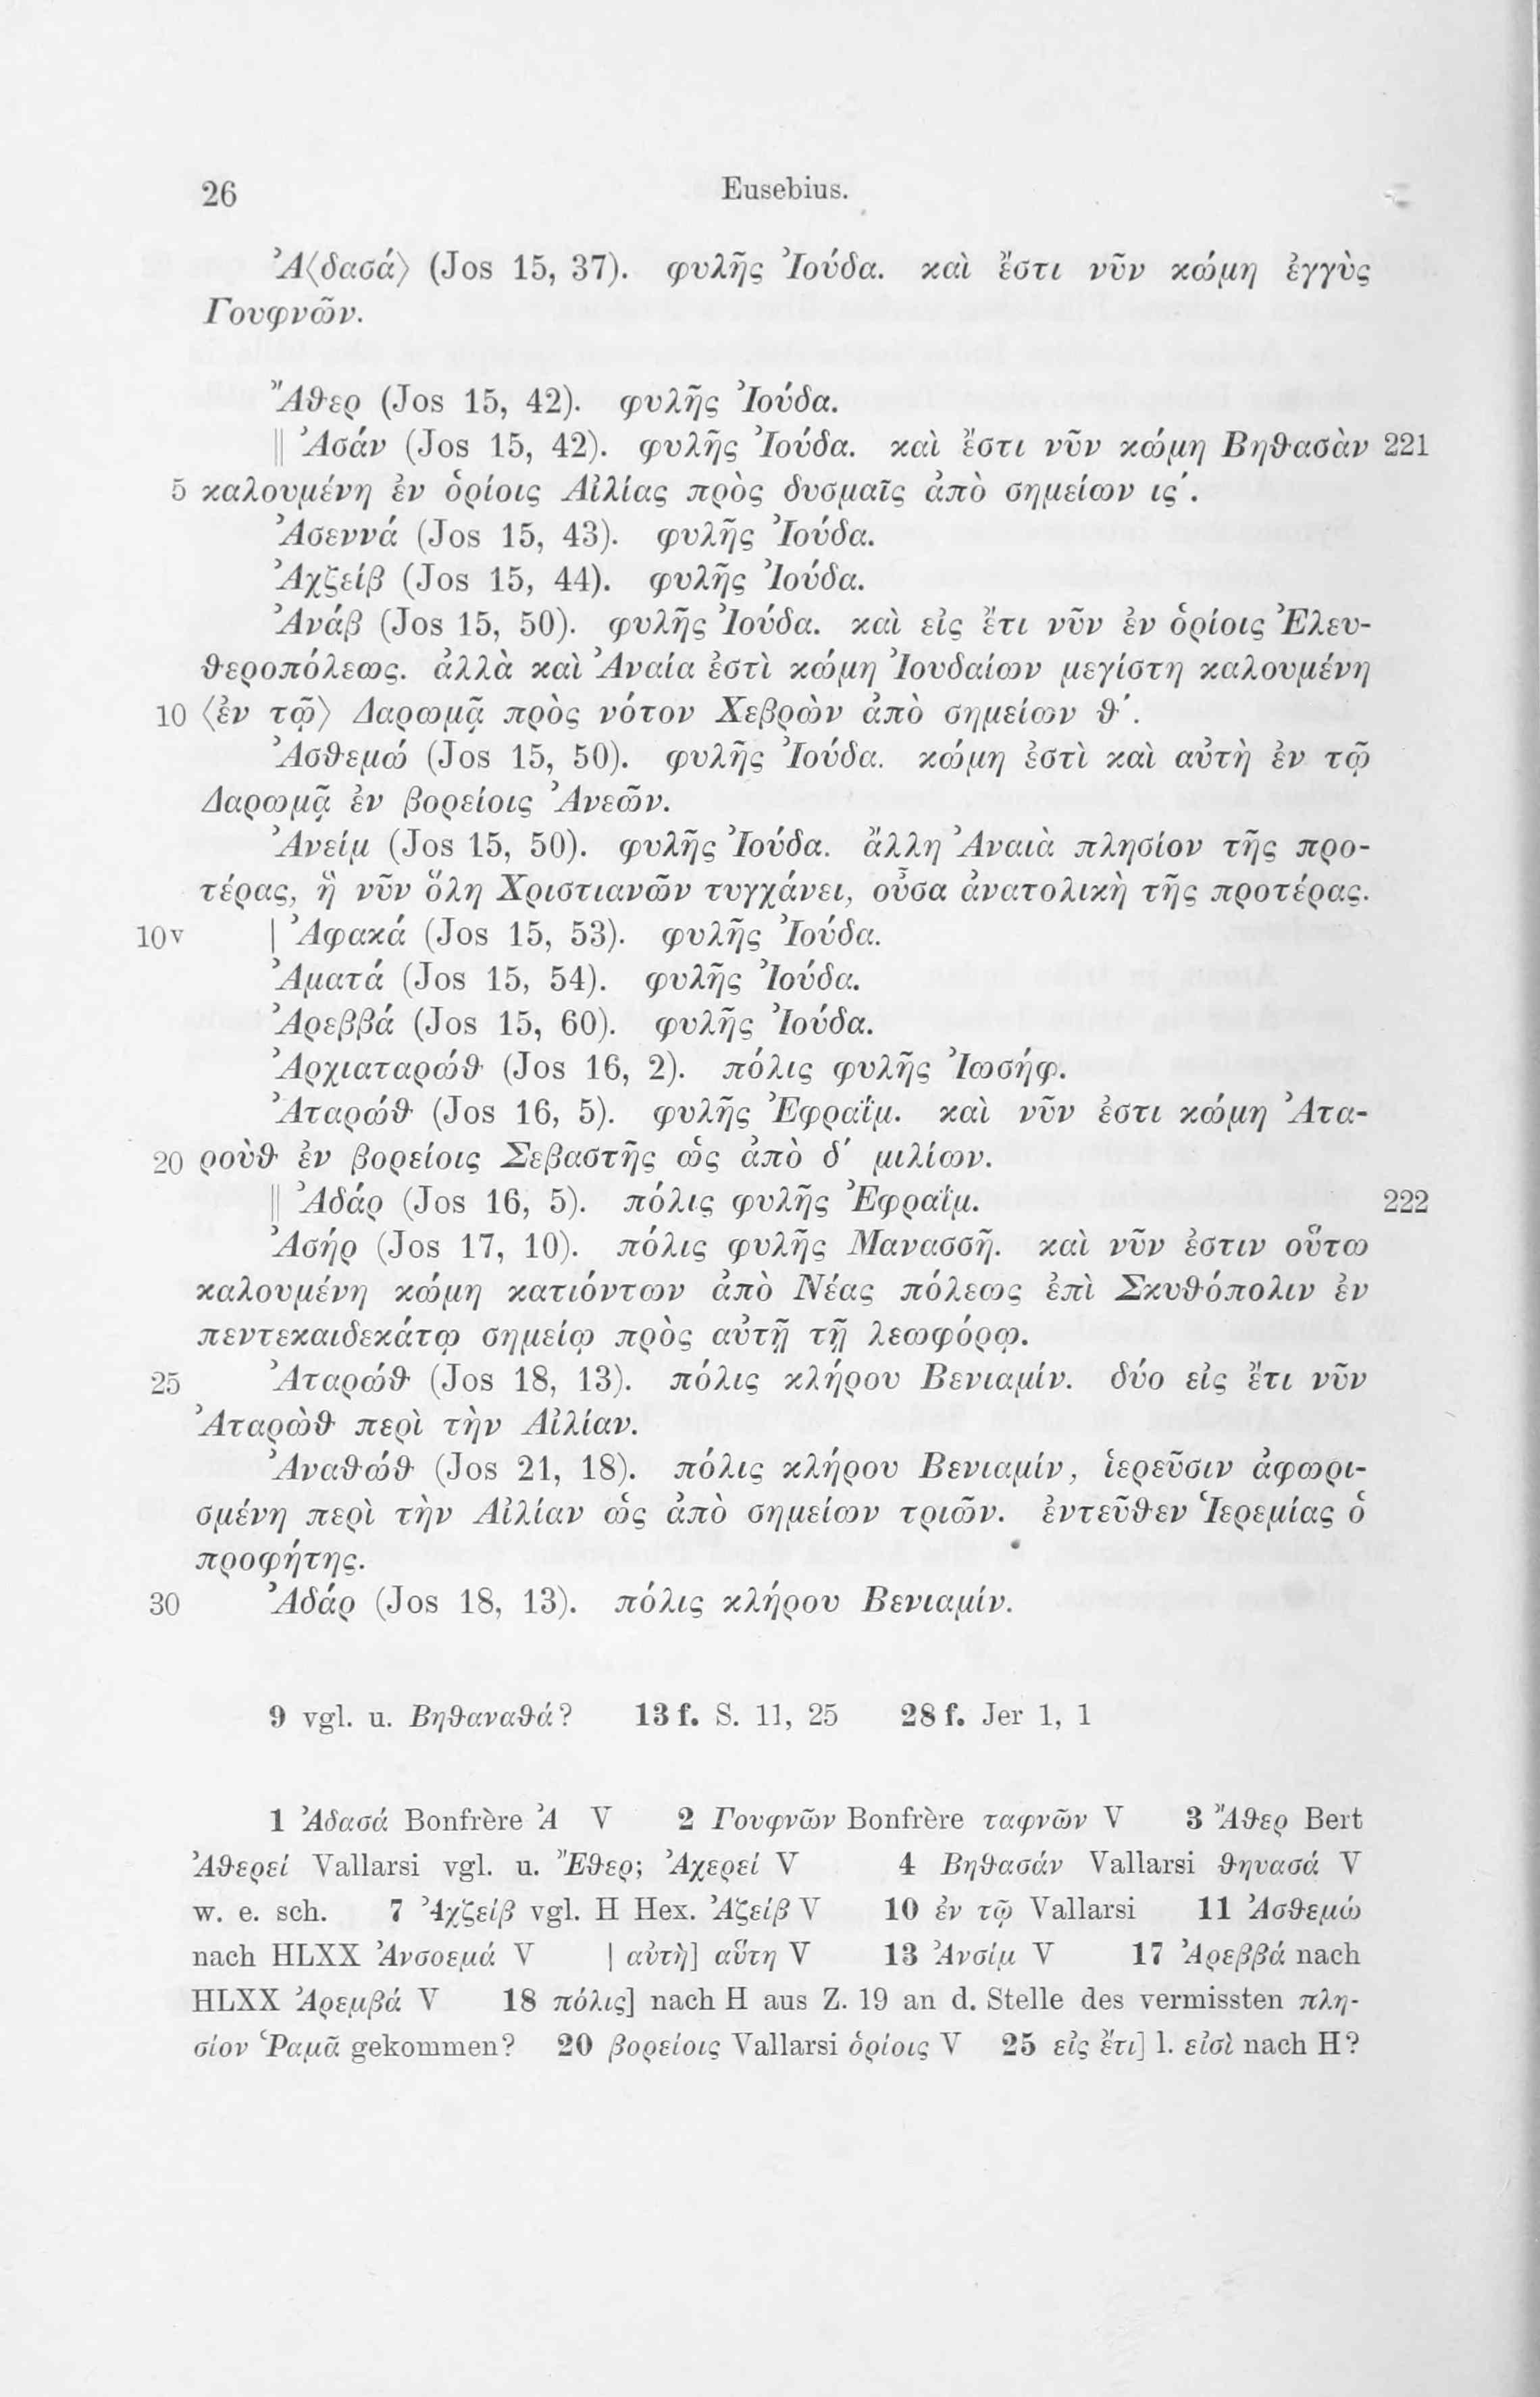 26 Eusebius.
Ἀ⟨δασά⟩ (Jos 15, 37). φυλῆς Ἰούδα. καὶ ἔστι νῦν κώμη ἐγγὺς
Γουφνῶν.
Ἄθερ (Jos 15, 42). φυλῆς Ἰούδα.
‖ Ἀσάν (Jos 15, 42). φυλῆς Ἰούδα. καὶ ἔστι νῦν κώμη Βηθασὰν 221
5 καλουμένη ἐν ὁρίοις Αἰλίας πρὸς δυσμαῖς ἀπὸ σημείων ις΄.
Ἀσεννά (Jos 15, 43). φυλῆς Ἰούδα.
Ἀχζείβ (Jos 15, 44). φυλῆς Ἰούδα.
Ἀνάβ (Jos 15, 50). φυλῆς Ἰούδα. καὶ εἰς ἔτι νῦν ἐν ὁρίοις Ἐλευ-
θεροπόλεως. ἀλλὰ καὶ Ἀναία ἐστὶ κώμη Ἰουδαίων μεγίστη καλουμένη
10 ⟨ἐν τῷ⟩ Δαρωμᾷ πρὸς νότον Χεβρὼν ἀπὸ σημείων θ΄.
Ἀσθεμώ (Jos 15, 50). φυλῆς Ἰούδα. κώμη ἐστὶ καὶ αὐτὴ ἐν τῷ
Δαρωμᾷ ἐν βορείοις Ἀνεῶν.
Ἀνείμ (Jos 15, 50). φυλῆς Ἰούδα. ἄλλη Ἀναιὰ πλησίον τῆς προ-
τέρας, ἣ νῦν ὅλη Χριστιανῶν τυγχάνει, οὖσα ἀνατολικὴ τῆς προτέρας.
10v | Ἀφακά (Jos 15, 53). φυλῆς Ἰούδα.
Ἀματά (Jos 15, 54). φυλῆς Ἰούδα.
Ἀρεββά (Jos 15, 60). φυλῆς Ἰούδα.
Ἀρχιαταρώθ (Jos 16, 2). πόλις φυλῆς Ἰωσήφ.
Ἀταρώθ (Jos 16, 5). φυλῆς Ἐφραΐμ. καὶ νῦν ἐστι κώμη Ἀτα-
20 ροὺθ ἐν βορείοις Σεβαστῆς ὡς ἀπὸ δ΄ μιλίων.
‖ Ἀδάρ (Jos 16, 5). πόλις φυλῆς Ἐφραΐμ. 222
Ἀσήρ (Jos 17, 10). πόλις φυλῆς Μανασσῆ. καὶ νῦν ἐστιν οὕτω
καλουμένη κώμη κατιόντων ἀπὸ Νέας πόλεως ἐπὶ Σκυθόπολιν ἐν
πεντεκαιδεκάτῳ σημείῳ πρὸς αὐτῇ τῇ λεωφόρῳ.
25 Ἀταρώθ (Jos 18, 13). πόλις κλήρου Βενιαμίν. δύο εἰς ἔτι νῦν
Ἀταρὼθ περὶ τὴν Αἰλίαν.
Ἀναθώθ (Jos 21, 18). πόλις κλήρου Βενιαμίν, ἱερεῦσιν ἀφωρι-
σμένη περὶ τὴν Αἰλίαν ὡς ἀπὸ σημείων τριῶν. ἐντεῦθεν Ἱερεμίας ὁ
προφήτης.
30 Ἀδάρ (Jos 18, 13). πόλις κλήρου Βενιαμίν.
9 vgl. u. Βηθαναθά? 13 f. S. 11, 25 28 f. Jer 1, 1
1 Ἀδασά Bonfrère Ἀ V 2 Γουφνῶν Bonfrère ταφνῶν V 3 Ἄθερ Bert
Ἀθερεί Vallarsi vgl. u. Ἔθερ; Ἀχερεί V 4 Βηθασάν Vallarsi θηνασά V
w. e. sch. 7 Ἀχζείβ vgl. H Hex. Ἀζείβ V 10 ἐν τῷ Vallarsi 11 Ἀσθεμώ
nach HLXX Ἀνσοεμά V | αὐτὴ] αὕτη V 13 Ἀνσίμ V 17 Ἀρεββά nach
HLXX Ἀρεμβά V 18 πόλις] nach H aus Z. 19 an d. Stelle des vermissten πλη-
σίον Ῥαμᾶ gekommen? 20 βορείοις Vallarsi ὁρίοις V 25 εἰς ἔτι] l. εἰσὶ nach H?